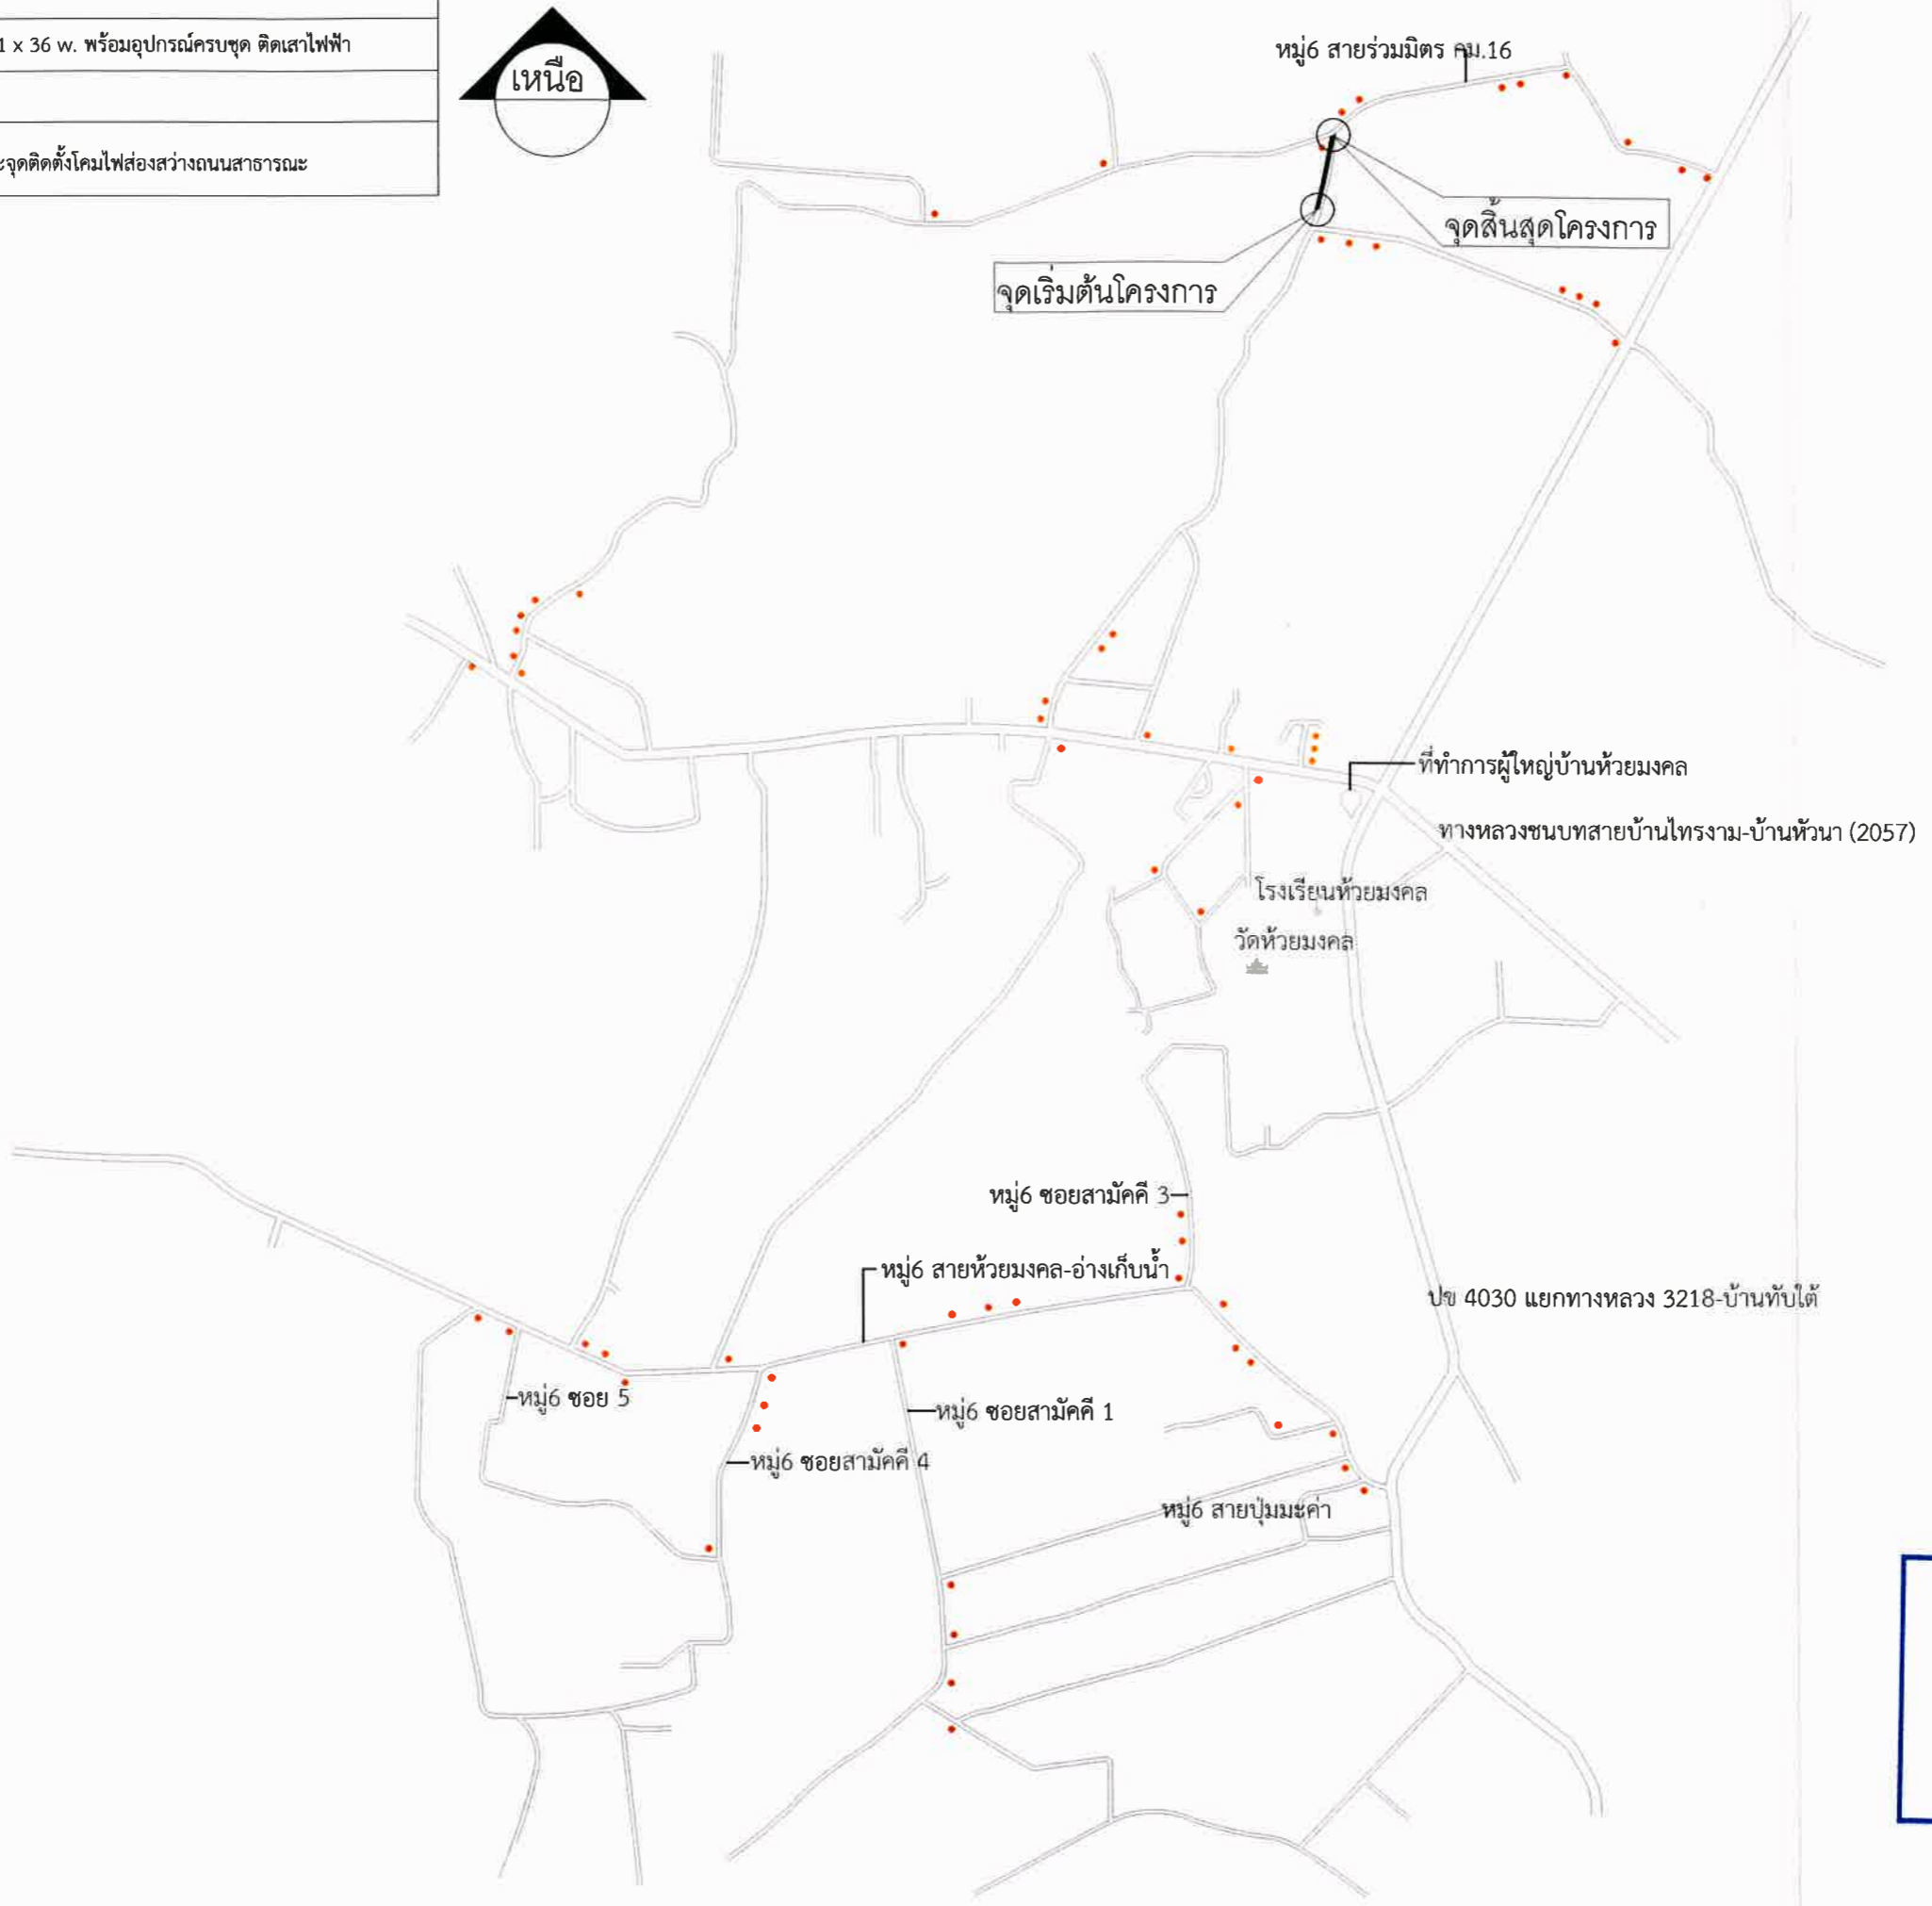 1 x 36 w. พร้อมอุปกรณ์ครบชุด ติดเสาไฟฟ้า
ะจุดติดตั้งโคมไฟส่องสว่างถนนสาธารณะ
เหนือ
หมู่6 สายร่วมมิตร คม.16
จุดสิ้นสุดโครงการ
จุดเริ่มต้นโครงการ
ที่ทำการผู้ใหญ่บ้านห้วยมงคล
ทางหลวงชนบทสายบ้านไทรงาม-บ้านหัวนา (2057)
โรงเรียนห้วยมงคล
วัดห้วยมงคล
หมู่6 ซอยสามัคคี 3
หมู่6 สายห้วยมงคล-อ่างเก็บน้ำ
ปข 4030 แยกทางหลวง 3218-บ้านทับใต้
หมู่6 ซอย 5
หมู่6 ซอยสามัคคี 1
หมู่6 ซอยสามัคคี 4
หมู่6 สายปุ่มมะค่า